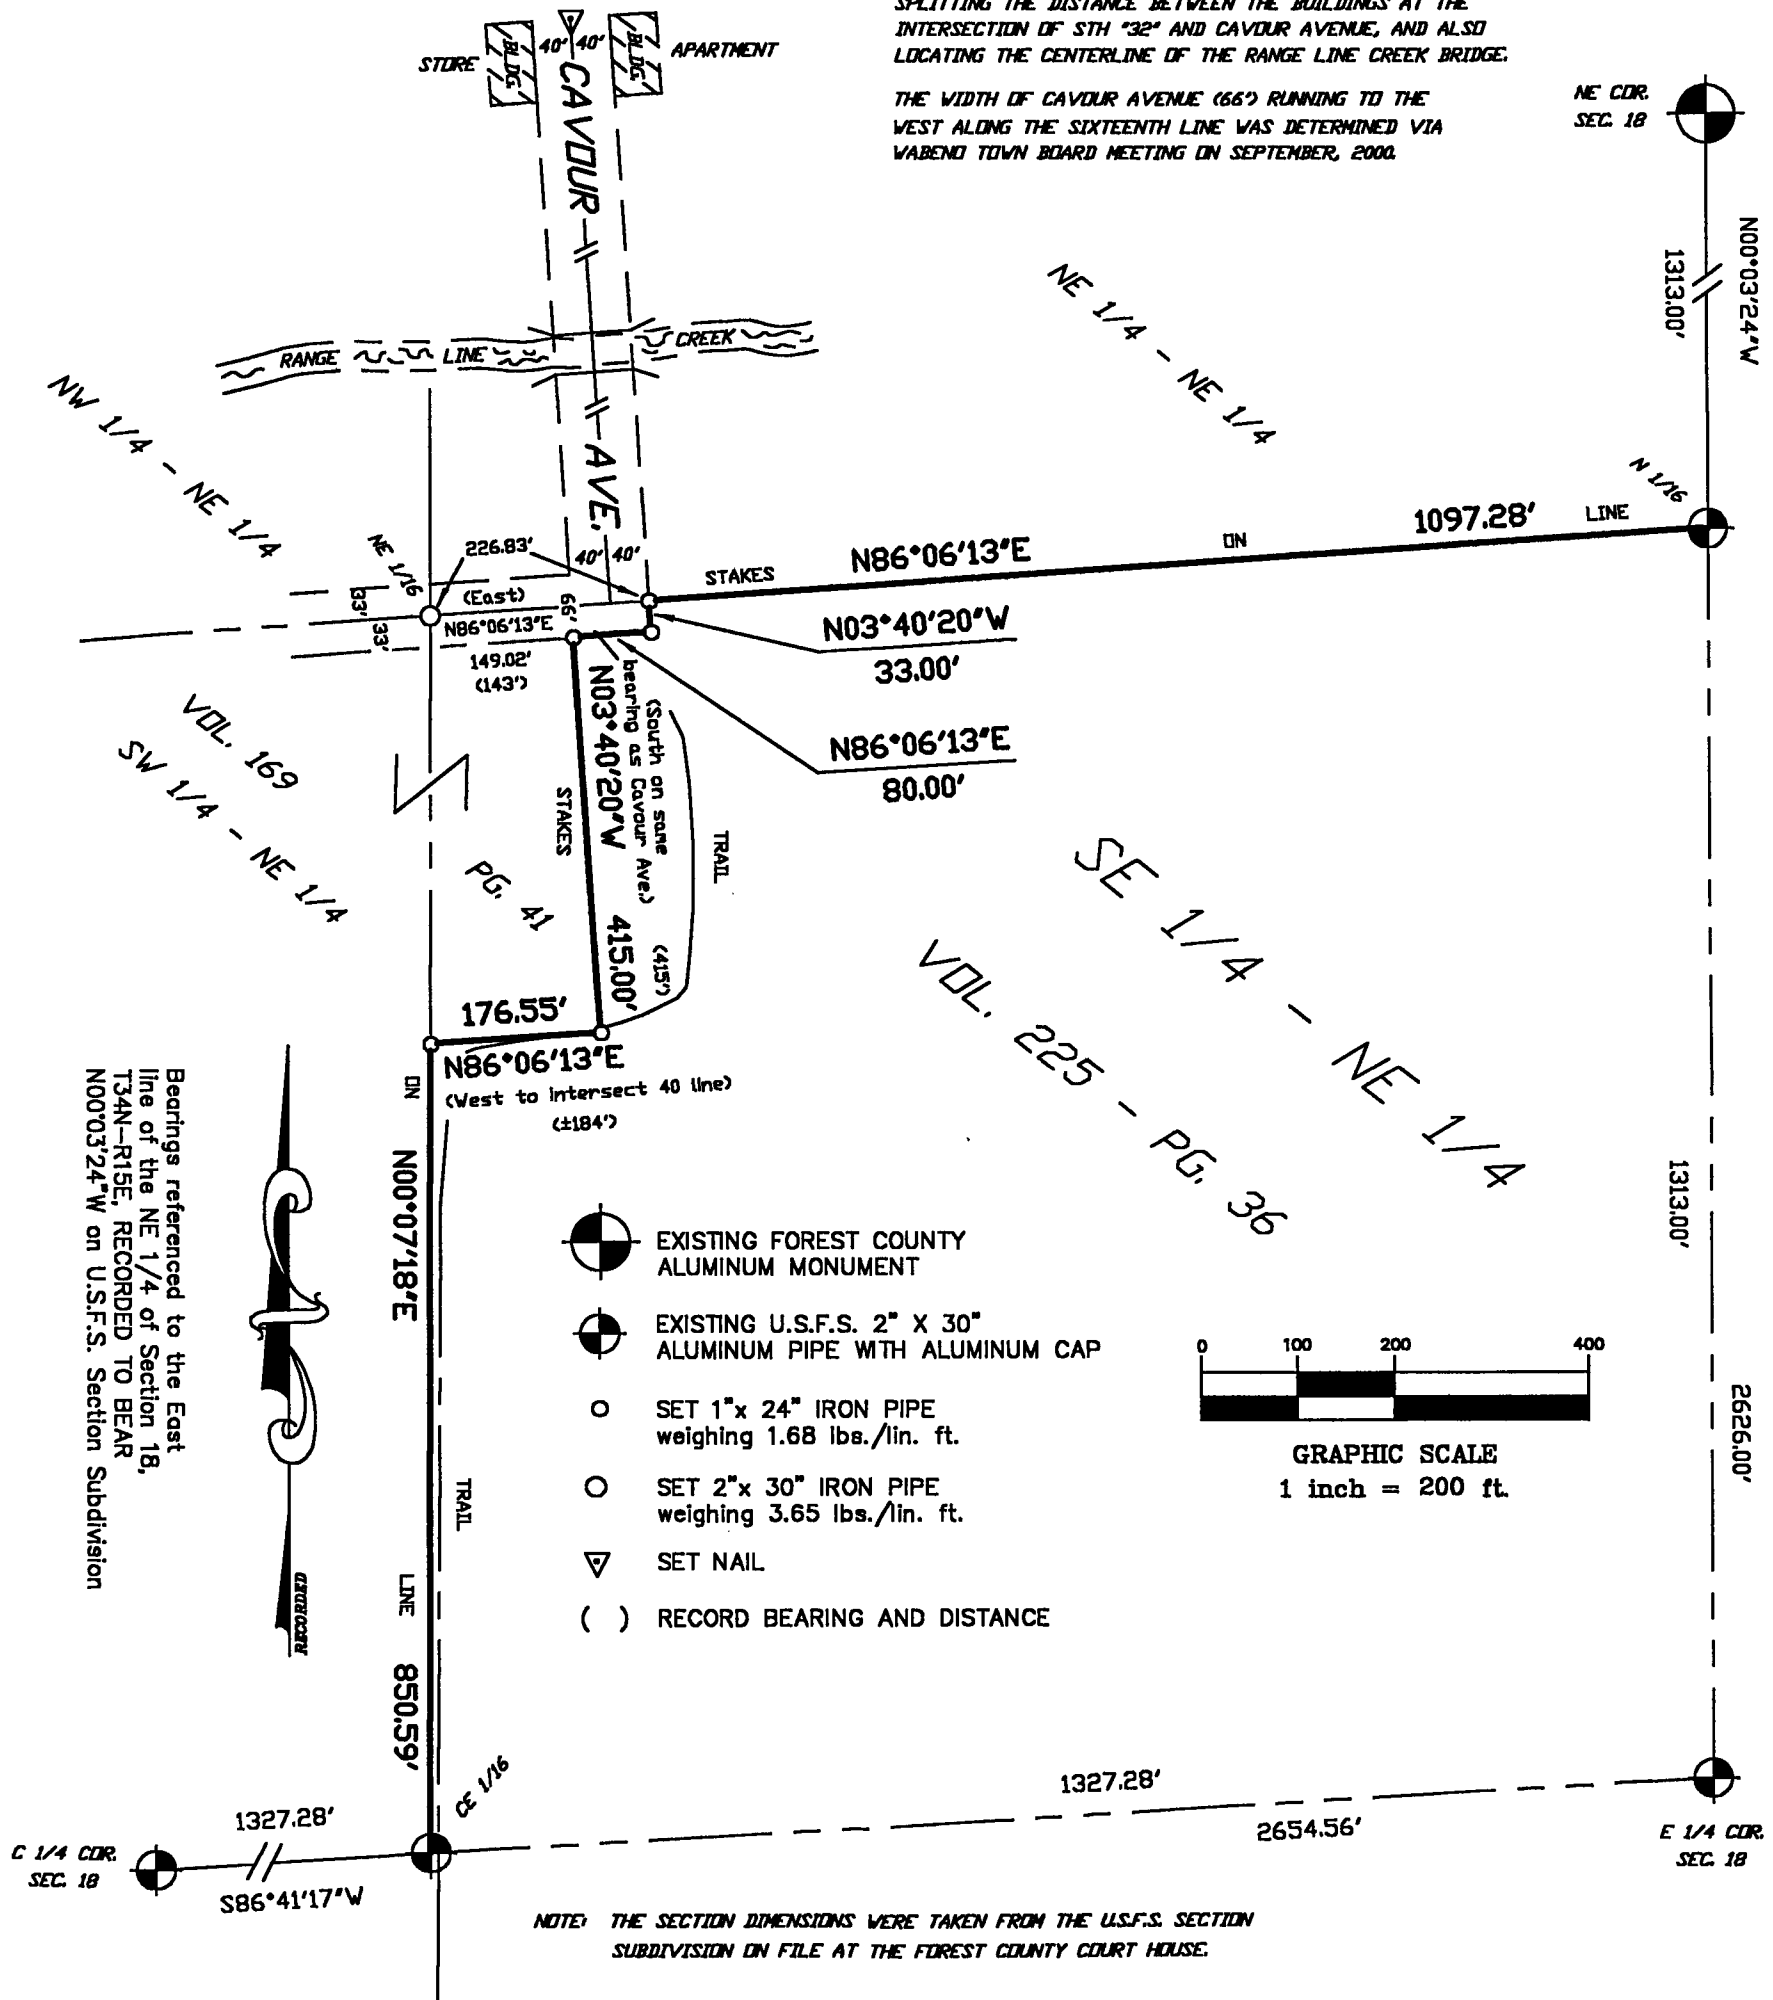 SPLITTING THE DISTANCE BETWEEN THE BUILDINGS AT THE
INTERSECTION OF STH "32" AND CAVOUR AVENUE, AND ALSO
LOCATING THE CENTERLINE OF THE RANGE LINE CREEK BRIDGE.
THE WIDTH OF CAVOUR AVENUE (66') RUNNING TO THE
WEST ALONG THE SIXTEENTH LINE WAS DETERMINED VIA
WABENO TOWN BOARD MEETING ON SEPTEMBER, 2000.
STORE
BLDG.
40' 40'
BLDG.
APARTMENT
CAVOUR
AVE.
NE COR.
SEC. 18
N00°03'24"W
1313.00'
NE 1/4 - NE 1/4
RANGE LINE CREEK
NW 1/4 - NE 1/4
N 1/16
NE 1/16
226.83'
40' 40'
STAKES
N86°06'13"E
ON
1097.28'
LINE
33'
33'
(East)
N86°06'13"E
66'
149.02'
(143')
N03°40'20"W
33.00'
N86°06'13"E
80.00'
VOL. 169
PG. 41
SW 1/4 - NE 1/4
STAKES
N03°40'20"W
415.00'
(South on same
bearing as Cavour Ave.)
(415')
TRAIL
SE 1/4 - NE 1/4
VOL. 225 - PG. 36
176.55'
N86°06'13"E
(West to intersect 40 line)
(±184')
ON
N00°07'18"E
LINE
850.59'
TRAIL
1313.00'
2626.00'
Bearings referenced to the East
line of the NE 1/4 of Section 18,
T34N-R15E, RECORDED TO BEAR
N00°03'24"W on U.S.F.S. Section Subdivision
RECORDED
EXISTING FOREST COUNTY
ALUMINUM MONUMENT
EXISTING U.S.F.S. 2" X 30"
ALUMINUM PIPE WITH ALUMINUM CAP
SET 1"x 24" IRON PIPE
weighing 1.68 lbs./lin. ft.
SET 2"x 30" IRON PIPE
weighing 3.65 lbs./lin. ft.
SET NAIL
( ) RECORD BEARING AND DISTANCE
0 100 200 400
GRAPHIC SCALE
1 inch = 200 ft.
CE 1/16
1327.28'
1327.28'
2654.56'
C 1/4 COR.
SEC. 18
S86°41'17"W
E 1/4 COR.
SEC. 18
NOTE: THE SECTION DIMENSIONS WERE TAKEN FROM THE U.S.F.S. SECTION
SUBDIVISION ON FILE AT THE FOREST COUNTY COURT HOUSE.